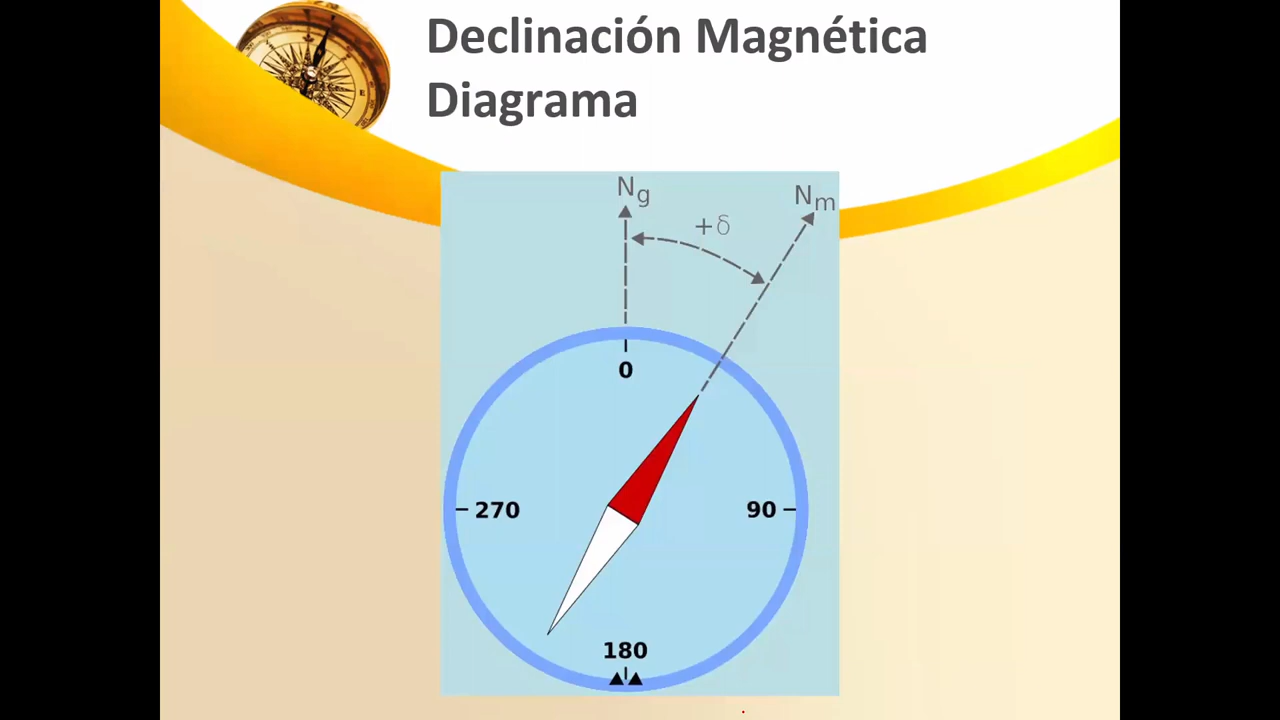 Declinación Magnética
Diagrama
Ng
Nm
+δ
0
270
90
180